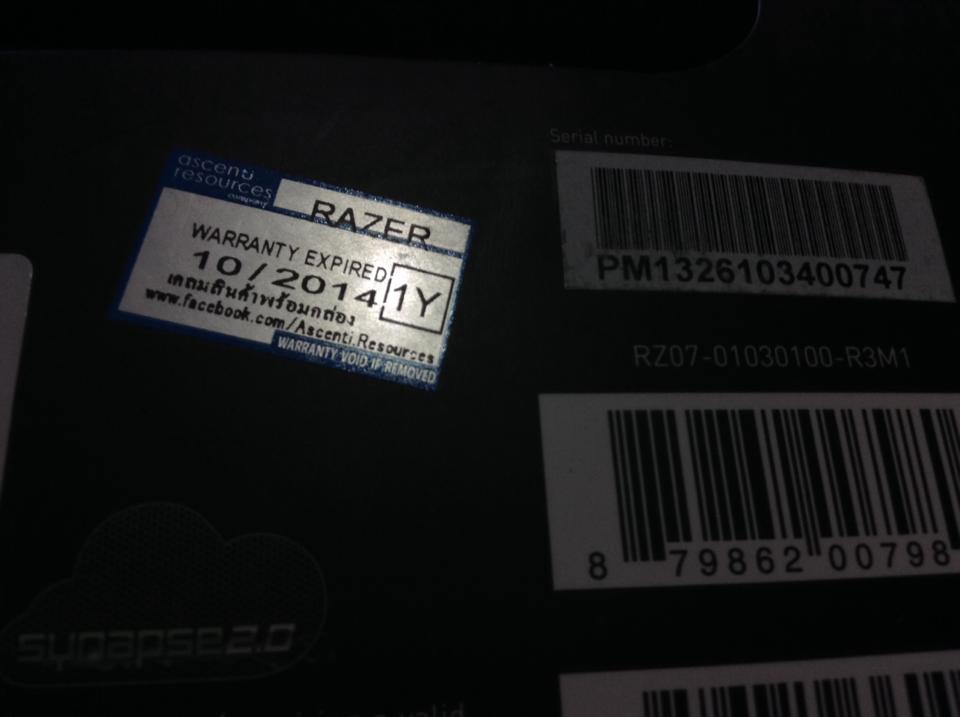 ascenti
resources
company
RAZER
WARRANTY EXPIRED
10/2014
1Y
เคลมสินค้าพร้อมกล่อง
www.facebook.com/Ascenti.Resources
WARRANTY VOID IF REMOVED
Serial number:
PM1326103400747
RZ07-01030100-R3M1
8 79862 00798
synapse2.0
valid